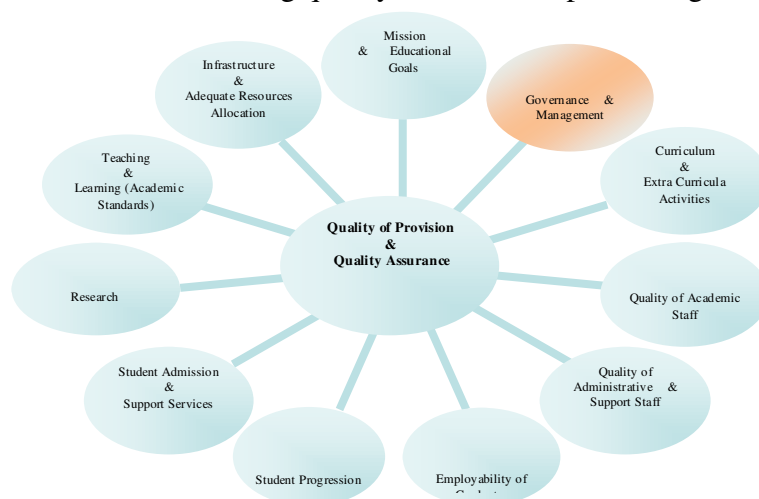 Mission
& Educational
Goals
Infrastructure
&
Adequate Resources
Allocation
Governance &
Management
Teaching
&
Learning (Academic
Standards)
Curriculum
&
Extra Curricula
Activities
Quality of Provision
&
Quality Assurance
Research
Quality of Academic
Staff
Student Admission
&
Support Services
Quality of
Administrative &
Support Staff
Student Progression
Employability of